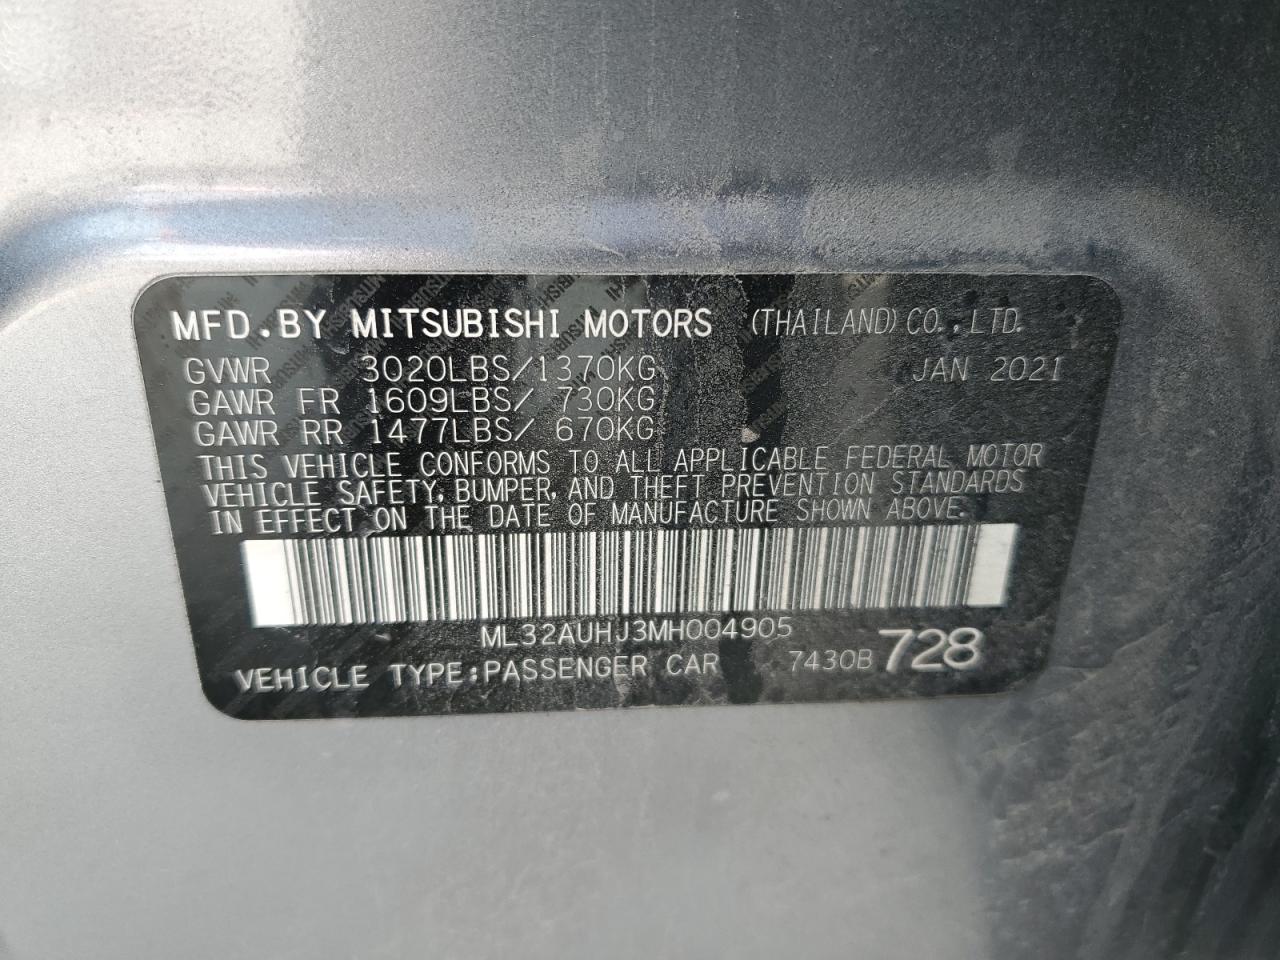 MFD.BY MITSUBISHI MOTORS (THAILAND)CO.,LTD.
GVWR 3020LBS/1370KG JAN 2021
GAWR FR 1609LBS/ 730KG
GAWR RR 1477LBS/ 670KG
THIS VEHICLE CONFORMS TO ALL APPLICABLE FEDERAL MOTOR
VEHICLE SAFETY, BUMPER, AND THEFT PREVENTION STANDARDS
IN EFFECT ON THE DATE OF MANUFACTURE SHOWN ABOVE.
ML32AUHJ3MH004905
VEHICLE TYPE:PASSENGER CAR 7430B 728